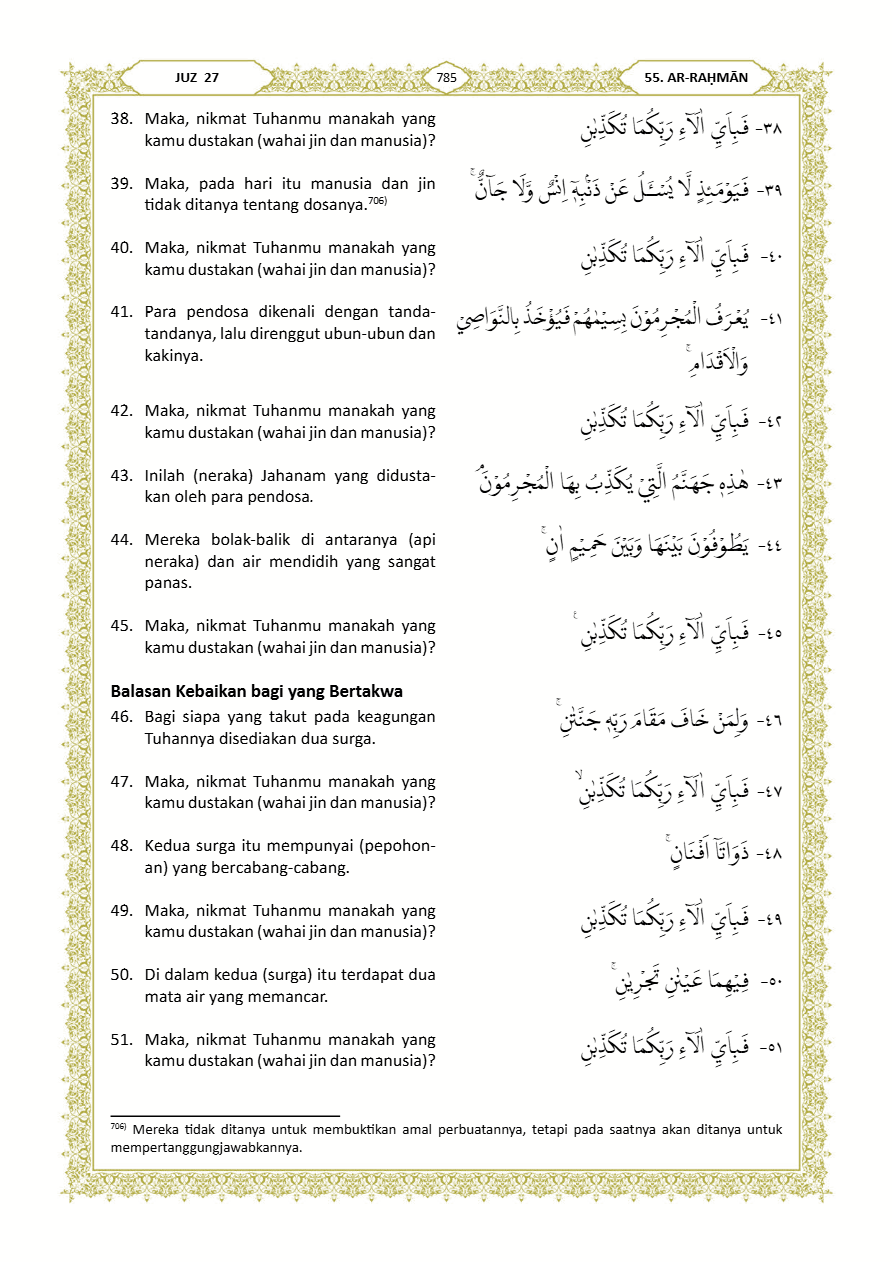 JUZ 27
785
55. AR-RAḤMĀN
38. Maka, nikmat Tuhanmu manakah yang
kamu dustakan (wahai jin dan manusia)?
٣٨- فَبِاَيِّ اٰلَاۤءِ رَبِّكُمَا تُكَذِّبٰنِ
39. Maka, pada hari itu manusia dan jin
tidak ditanya tentang dosanya.⁷⁰⁶⁾
٣٩- فَيَوْمَىِٕذٍ لَّا يُسْـَٔلُ عَنْ ذَنْۢبِهٖٓ اِنْسٌ وَّلَا جَاۤنٌّۚ
40. Maka, nikmat Tuhanmu manakah yang
kamu dustakan (wahai jin dan manusia)?
٤٠- فَبِاَيِّ اٰلَاۤءِ رَبِّكُمَا تُكَذِّبٰنِ
41. Para pendosa dikenali dengan tanda-
tandanya, lalu direnggut ubun-ubun dan
kakinya.
٤١- يُعْرَفُ الْمُجْرِمُوْنَ بِسِيْمٰهُمْ فَيُؤْخَذُ بِالنَّوَاصِيْ
وَالْاَقْدَامِۚ
42. Maka, nikmat Tuhanmu manakah yang
kamu dustakan (wahai jin dan manusia)?
٤٢- فَبِاَيِّ اٰلَاۤءِ رَبِّكُمَا تُكَذِّبٰنِ
43. Inilah (neraka) Jahanam yang didusta-
kan oleh para pendosa.
٤٣- هٰذِهٖ جَهَنَّمُ الَّتِيْ يُكَذِّبُ بِهَا الْمُجْرِمُوْنَۘ
44. Mereka bolak-balik di antaranya (api
neraka) dan air mendidih yang sangat
panas.
٤٤- يَطُوْفُوْنَ بَيْنَهَا وَبَيْنَ حَمِيْمٍ اٰنٍۚ
45. Maka, nikmat Tuhanmu manakah yang
kamu dustakan (wahai jin dan manusia)?
٤٥- فَبِاَيِّ اٰلَاۤءِ رَبِّكُمَا تُكَذِّبٰنِ ࣖ
Balasan Kebaikan bagi yang Bertakwa
46. Bagi siapa yang takut pada keagungan
Tuhannya disediakan dua surga.
٤٦- وَلِمَنْ خَافَ مَقَامَ رَبِّهٖ جَنَّتٰنِۚ
47. Maka, nikmat Tuhanmu manakah yang
kamu dustakan (wahai jin dan manusia)?
٤٧- فَبِاَيِّ اٰلَاۤءِ رَبِّكُمَا تُكَذِّبٰنِۙ
48. Kedua surga itu mempunyai (pepohon-
an) yang bercabang-cabang.
٤٨- ذَوَاتَآ اَفْنَانٍۚ
49. Maka, nikmat Tuhanmu manakah yang
kamu dustakan (wahai jin dan manusia)?
٤٩- فَبِاَيِّ اٰلَاۤءِ رَبِّكُمَا تُكَذِّبٰنِ
50. Di dalam kedua (surga) itu terdapat dua
mata air yang memancar.
٥٠- فِيْهِمَا عَيْنٰنِ تَجْرِيٰنِۚ
51. Maka, nikmat Tuhanmu manakah yang
kamu dustakan (wahai jin dan manusia)?
٥١- فَبِاَيِّ اٰلَاۤءِ رَبِّكُمَا تُكَذِّبٰنِ
⁷⁰⁶⁾ Mereka tidak ditanya untuk membuktikan amal perbuatannya, tetapi pada saatnya akan ditanya untuk
mempertanggungjawabkannya.